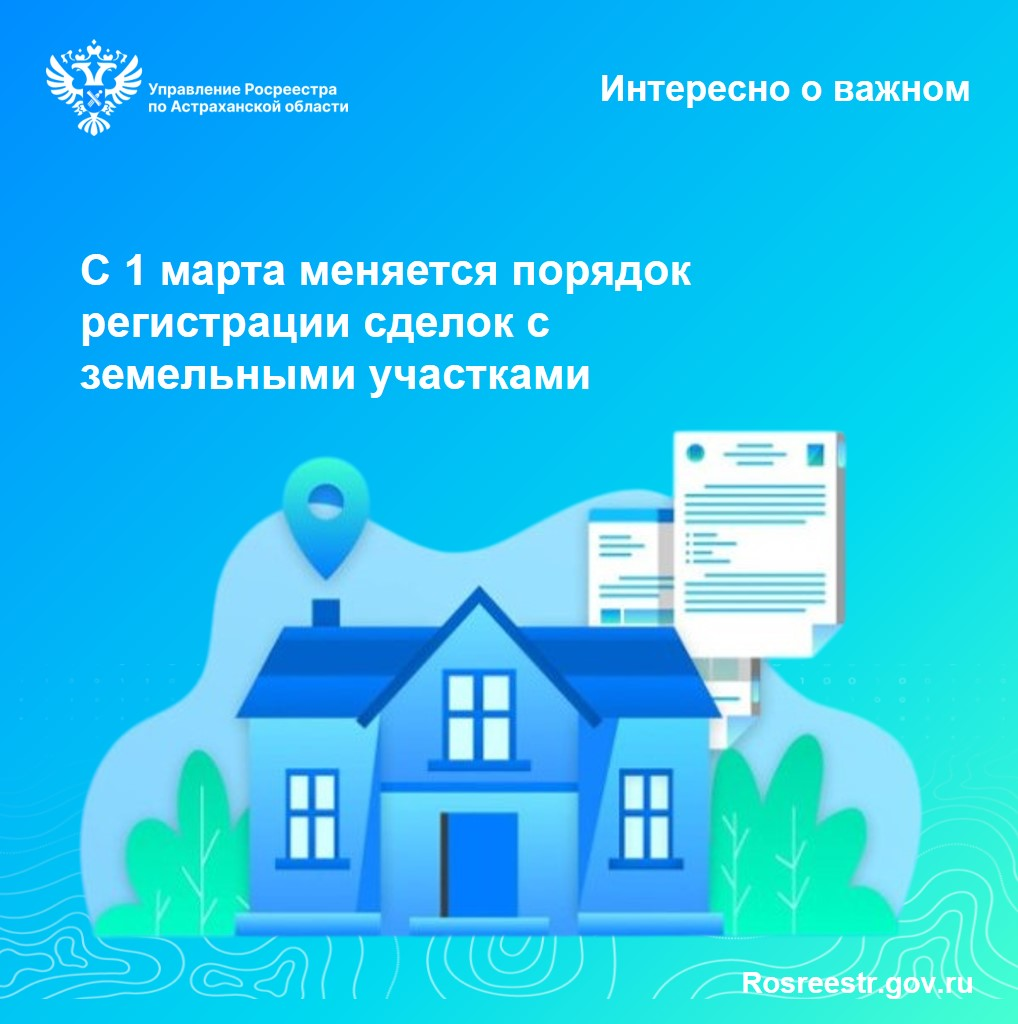 Управление Росреестра
по Астраханской области
Интересно о важном
С 1 марта меняется порядок
регистрации сделок с
земельными участками
Rosreestr.gov.ru